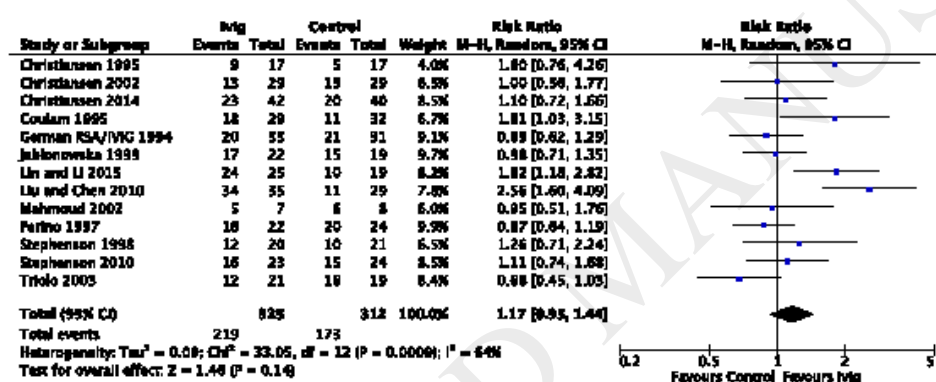 Ivig Control Risk Ratio Risk Ratio
Study or Subgroup Events Total Events Total Weight M-H, Random, 95% CI M-H, Random, 95% CI
Christiansen 1995 9 17 5 17 4.0% 1.80 [0.76, 4.26]
Christiansen 2002 13 29 13 29 6.5% 1.00 [0.56, 1.77]
Christiansen 2014 23 42 20 40 8.5% 1.10 [0.72, 1.66]
Coulam 1995 18 29 11 32 6.7% 1.81 [1.03, 3.15]
German RSA/IVIG 1994 20 33 21 31 9.1% 0.89 [0.62, 1.29]
Jablonowska 1999 17 22 15 19 9.7% 0.98 [0.71, 1.35]
Lin and Li 2015 24 25 10 19 8.2% 1.82 [1.18, 2.82]
Liu and Chen 2010 34 35 11 29 7.8% 2.56 [1.60, 4.09]
Mahmoud 2002 5 7 6 8 6.0% 0.95 [0.51, 1.76]
Perino 1997 16 22 20 24 9.9% 0.87 [0.64, 1.19]
Stephenson 1998 12 20 10 21 6.5% 1.26 [0.71, 2.24]
Stephenson 2010 16 23 15 24 8.5% 1.11 [0.74, 1.68]
Triolo 2003 12 21 16 19 8.4% 0.68 [0.45, 1.03]
Total (95% CI) 325 312 100.0% 1.17 [0.95, 1.44]
Total events 219 173
Heterogeneity: Tau² = 0.09; Chi² = 33.05, df = 12 (P = 0.0009); I² = 64%
Test for overall effect: Z = 1.46 (P = 0.14)
0.2 0.5 1 2 5
Favours Control Favours Ivig